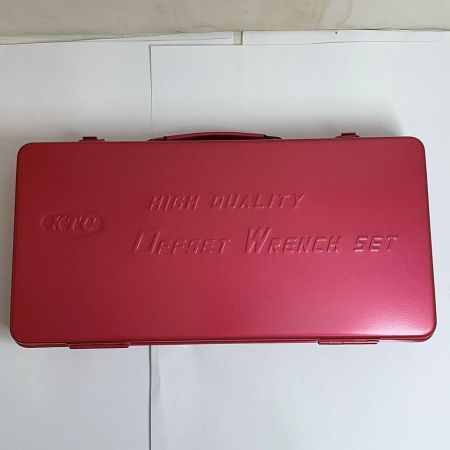 HIGH QUALITY
KTC
OFFSET WRENCH SET